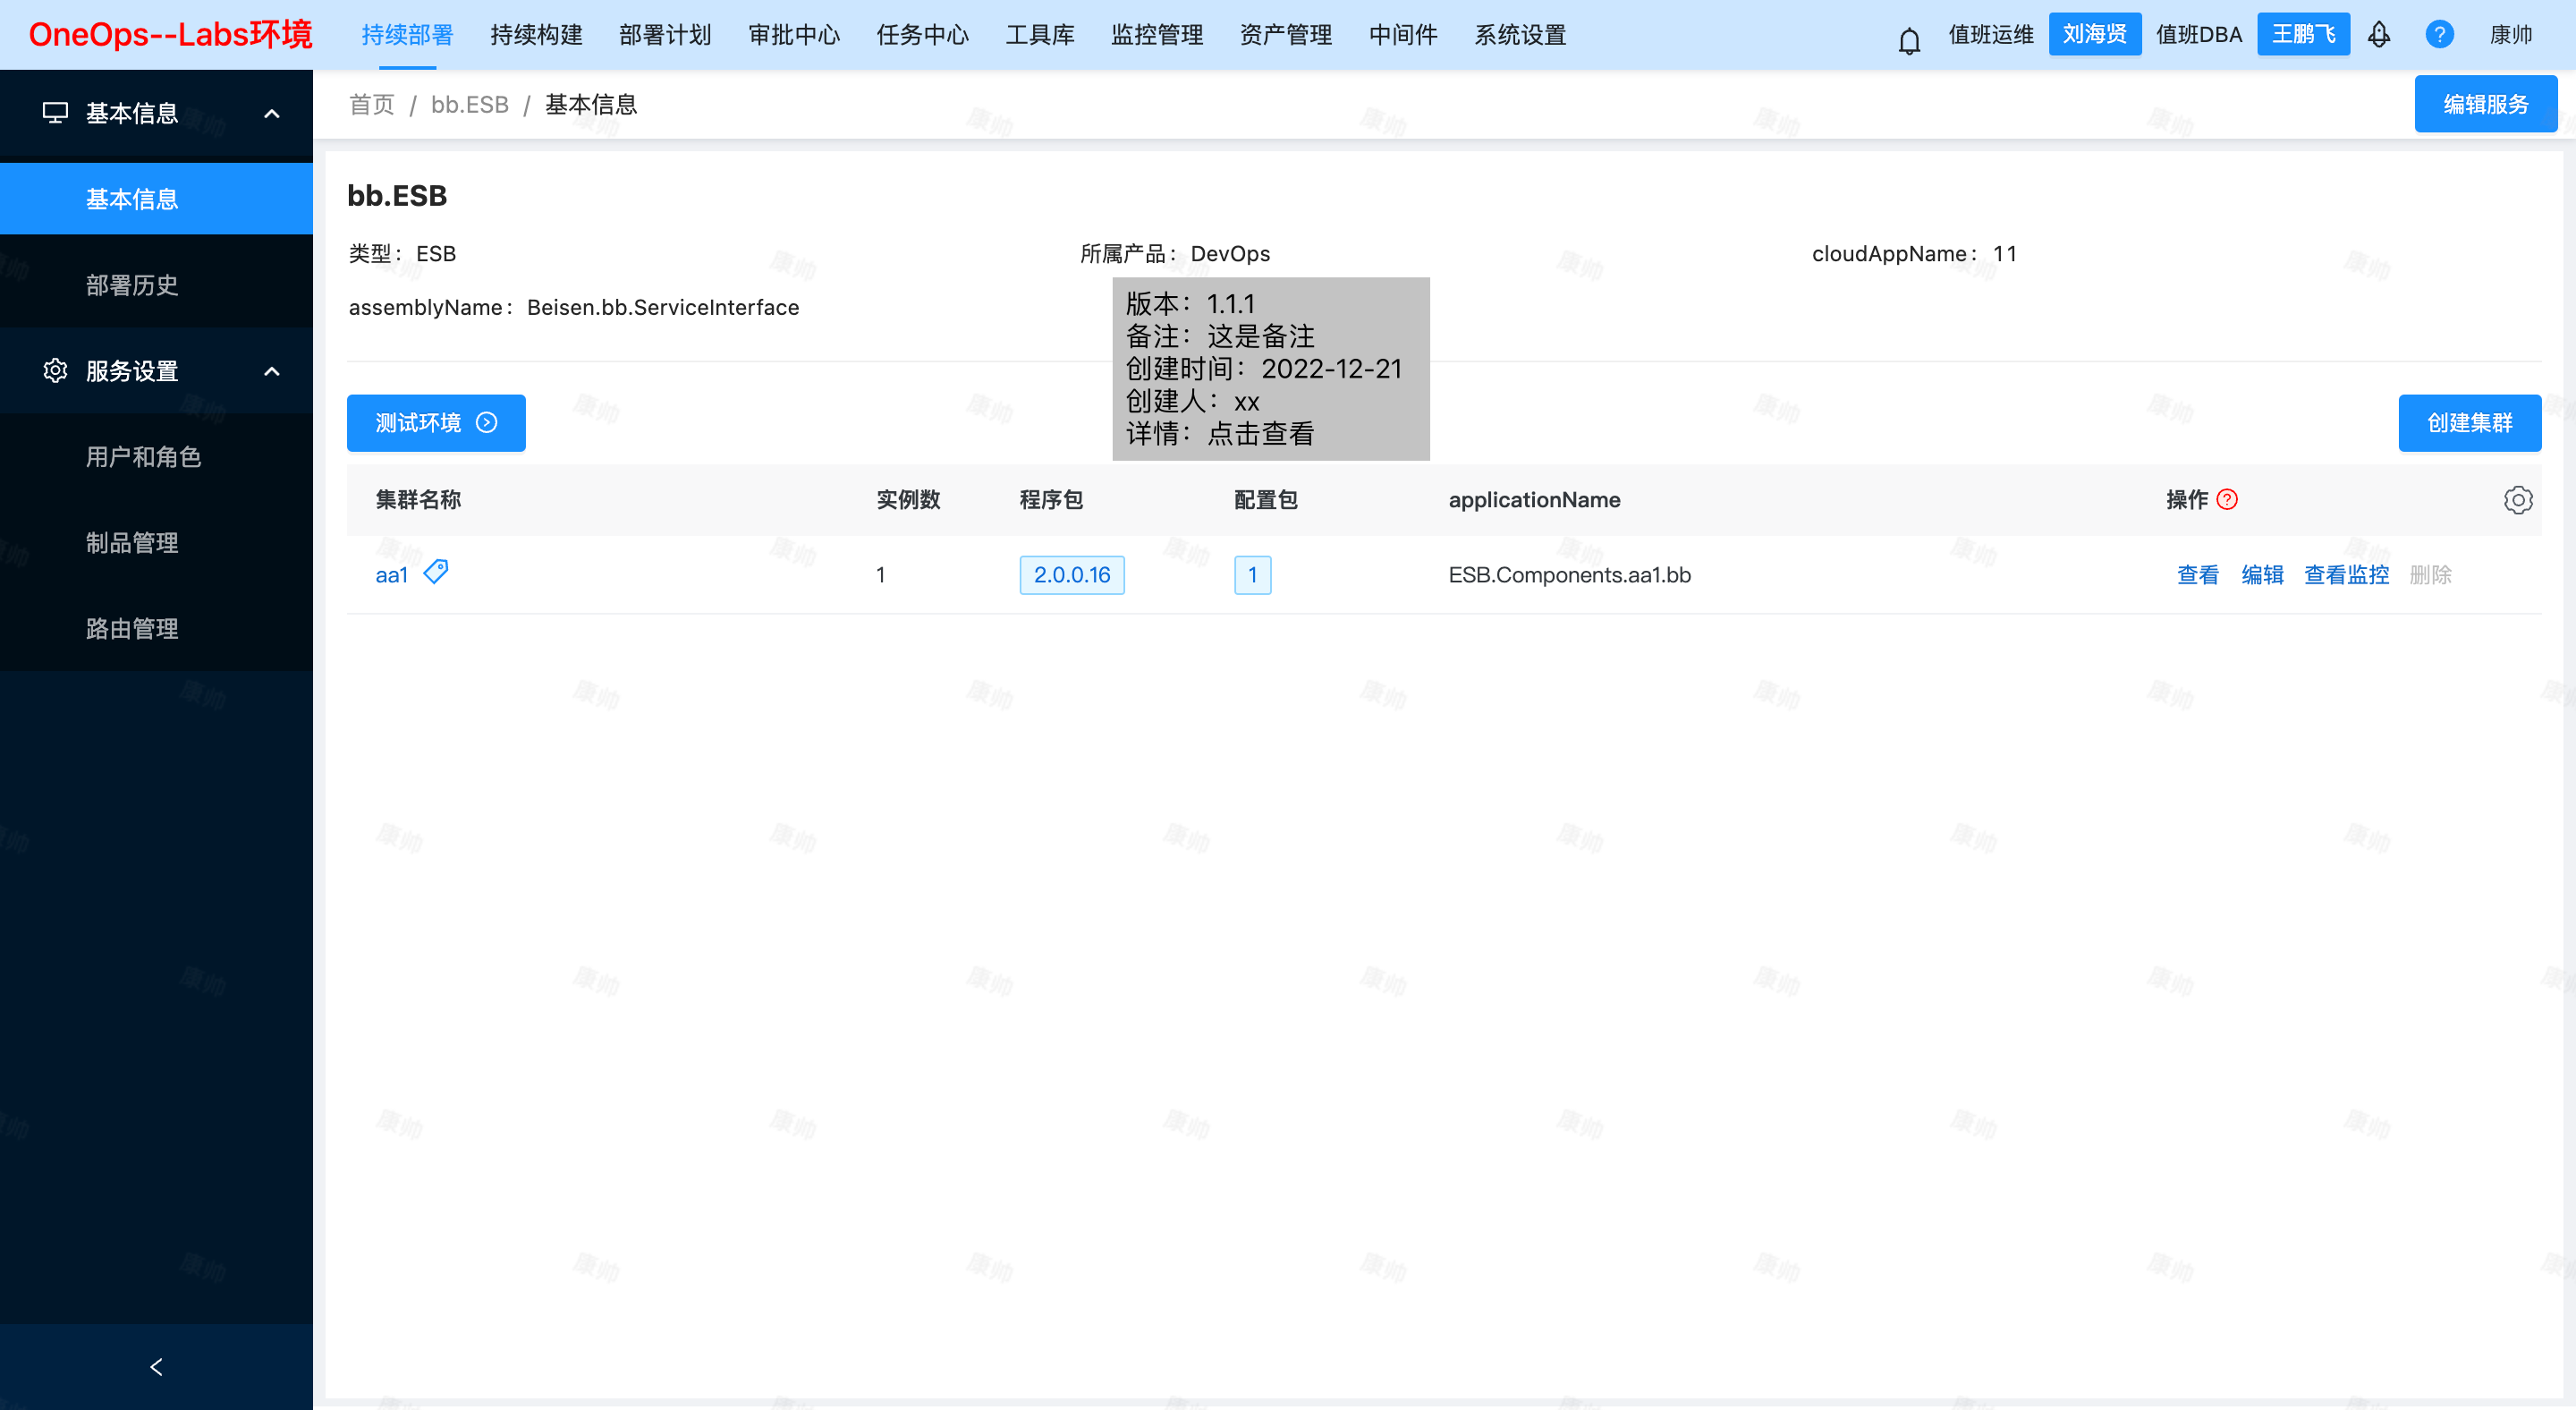 OneOps--Labs环境 持续部署 持续构建 部署计划 审批中心 任务中心 工具库 监控管理 资产管理 中间件 系统设置 值班运维 刘海贤 值班DBA 王鹏飞 ? 康帅
基本信息
基本信息
部署历史
服务设置
用户和角色
制品管理
路由管理
首页 / bb.ESB / 基本信息 编辑服务
bb.ESB
类型：ESB 所属产品：DevOps cloudAppName：11
assemblyName：Beisen.bb.ServiceInterface
版本：1.1.1
备注：这是备注
创建时间：2022-12-21
创建人：xx
详情：点击查看
测试环境 创建集群
集群名称 实例数 程序包 配置包 applicationName 操作 ?
aa1 1 2.0.0.16 1 ESB.Components.aa1.bb 查看 编辑 查看监控 删除
康帅